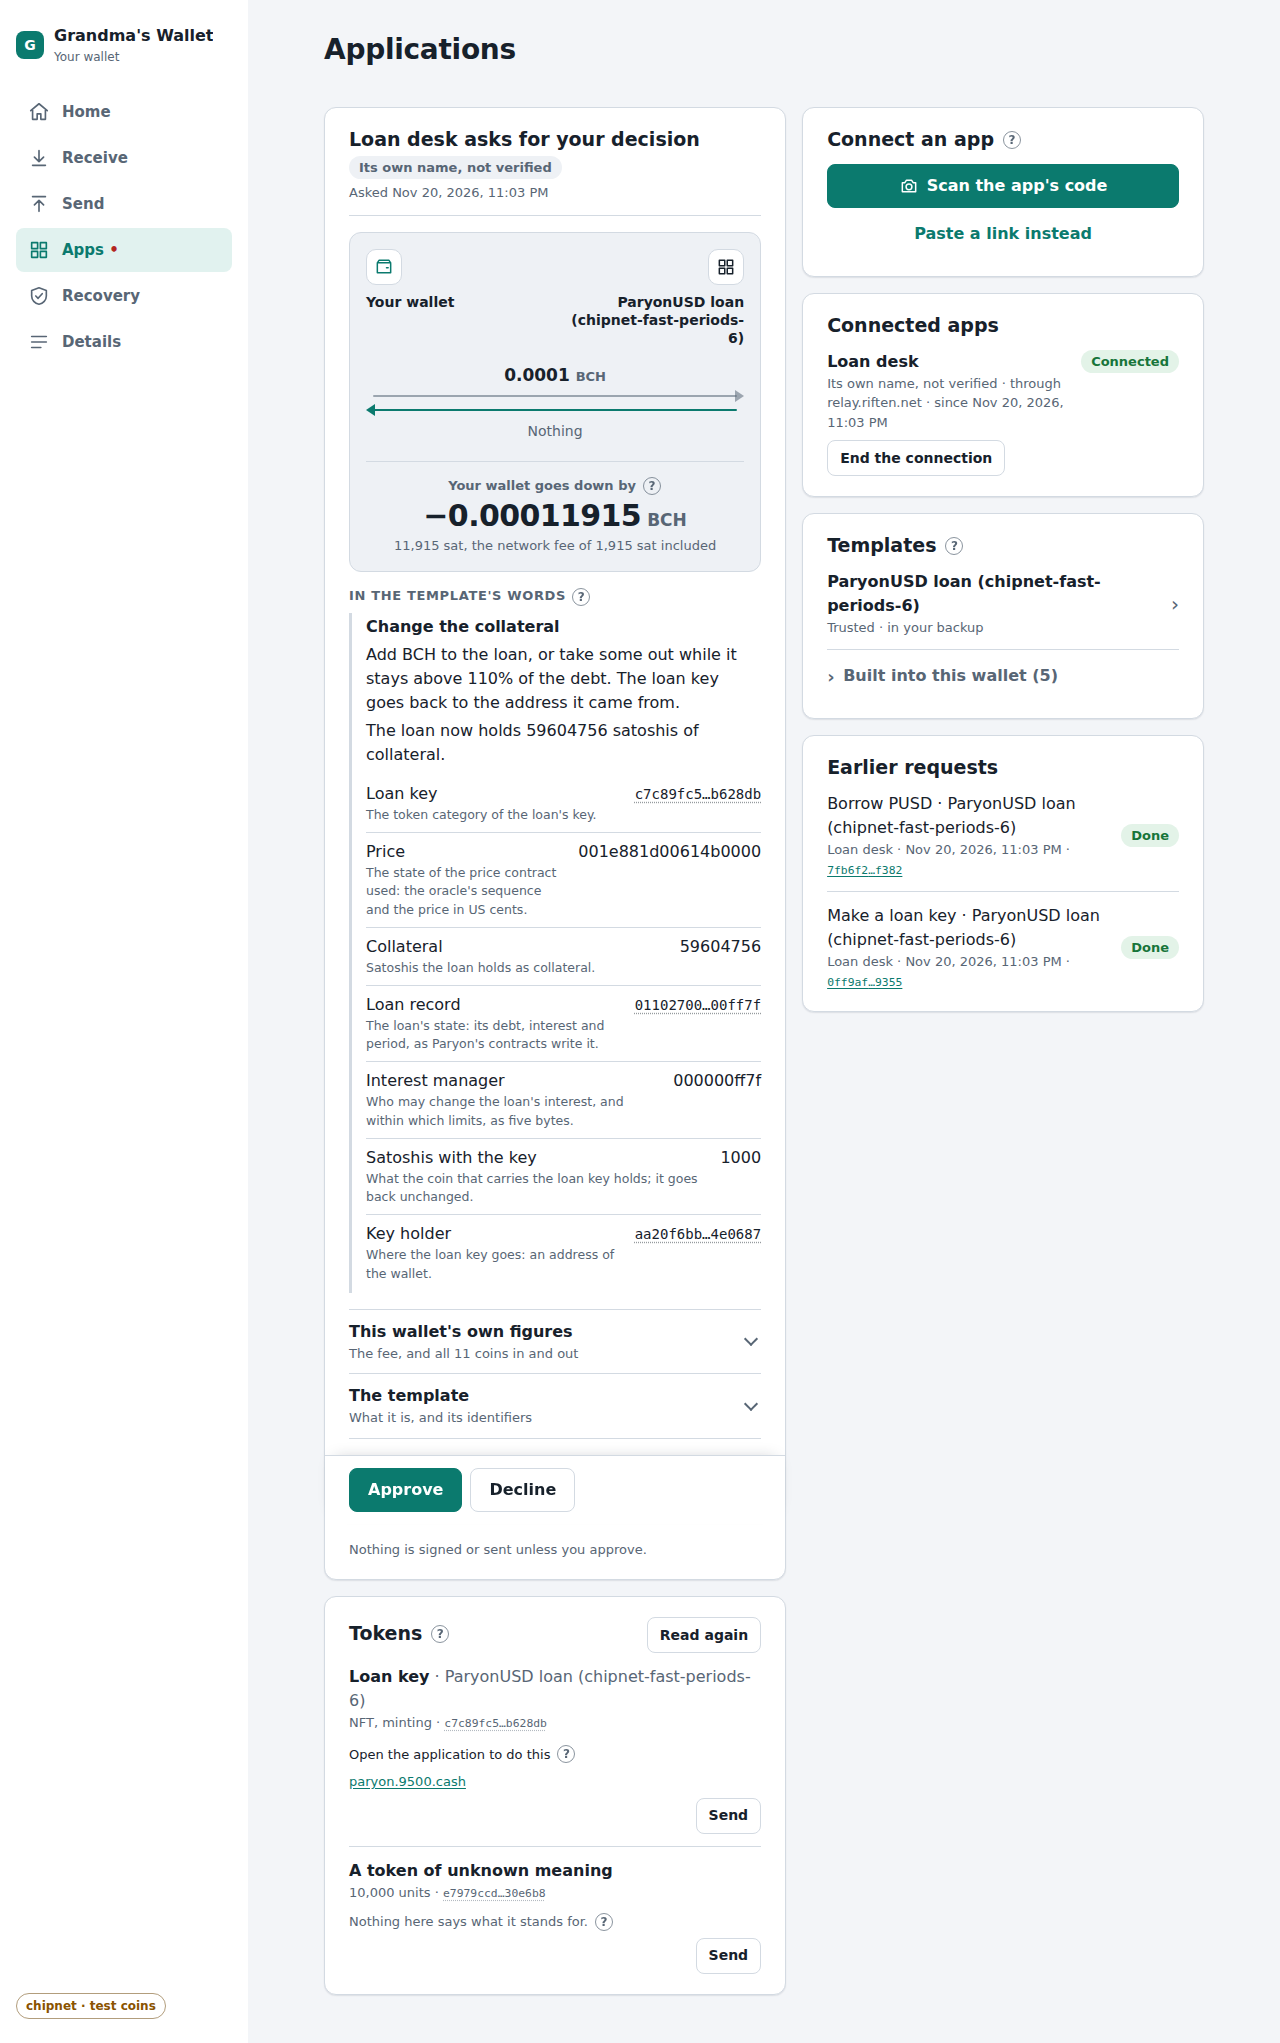 G
Grandma's Wallet
Your wallet
Home
Receive
Send
Apps •
Recovery
Details
chipnet · test coins
Applications
Loan desk asks for your decision
Its own name, not verified
Asked Nov 20, 2026, 11:03 PM
Your wallet
ParyonUSD loan
(chipnet-fast-periods-
6)
0.0001 BCH
Nothing
Your wallet goes down by ?
−0.00011915 BCH
11,915 sat, the network fee of 1,915 sat included
IN THE TEMPLATE'S WORDS ?
Change the collateral
Add BCH to the loan, or take some out while it
stays above 110% of the debt. The loan key
goes back to the address it came from.
The loan now holds 59604756 satoshis of
collateral.
Loan key c7c89fc5…b628db
The token category of the loan's key.
Price 001e881d00614b0000
The state of the price contract
used: the oracle's sequence
and the price in US cents.
Collateral 59604756
Satoshis the loan holds as collateral.
Loan record 01102700…00ff7f
The loan's state: its debt, interest and
period, as Paryon's contracts write it.
Interest manager 000000ff7f
Who may change the loan's interest, and
within which limits, as five bytes.
Satoshis with the key 1000
What the coin that carries the loan key holds; it goes
back unchanged.
Key holder aa20f6bb…4e0687
Where the loan key goes: an address of
the wallet.
This wallet's own figures
The fee, and all 11 coins in and out
The template
What it is, and its identifiers
Approve Decline
Nothing is signed or sent unless you approve.
Tokens ? Read again
Loan key · ParyonUSD loan (chipnet-fast-periods-
6)
NFT, minting · c7c89fc5…b628db
Open the application to do this ?
paryon.9500.cash
Send
A token of unknown meaning
10,000 units · e7979ccd…30e6b8
Nothing here says what it stands for. ?
Send
Connect an app ?
Scan the app's code
Paste a link instead
Connected apps
Loan desk Connected
Its own name, not verified · through
relay.riften.net · since Nov 20, 2026,
11:03 PM
End the connection
Templates ?
ParyonUSD loan (chipnet-fast-
periods-6)
Trusted · in your backup
›
› Built into this wallet (5)
Earlier requests
Borrow PUSD · ParyonUSD loan
(chipnet-fast-periods-6)
Done
Loan desk · Nov 20, 2026, 11:03 PM ·
7fb6f2…f382
Make a loan key · ParyonUSD loan
(chipnet-fast-periods-6)
Done
Loan desk · Nov 20, 2026, 11:03 PM ·
0ff9af…9355